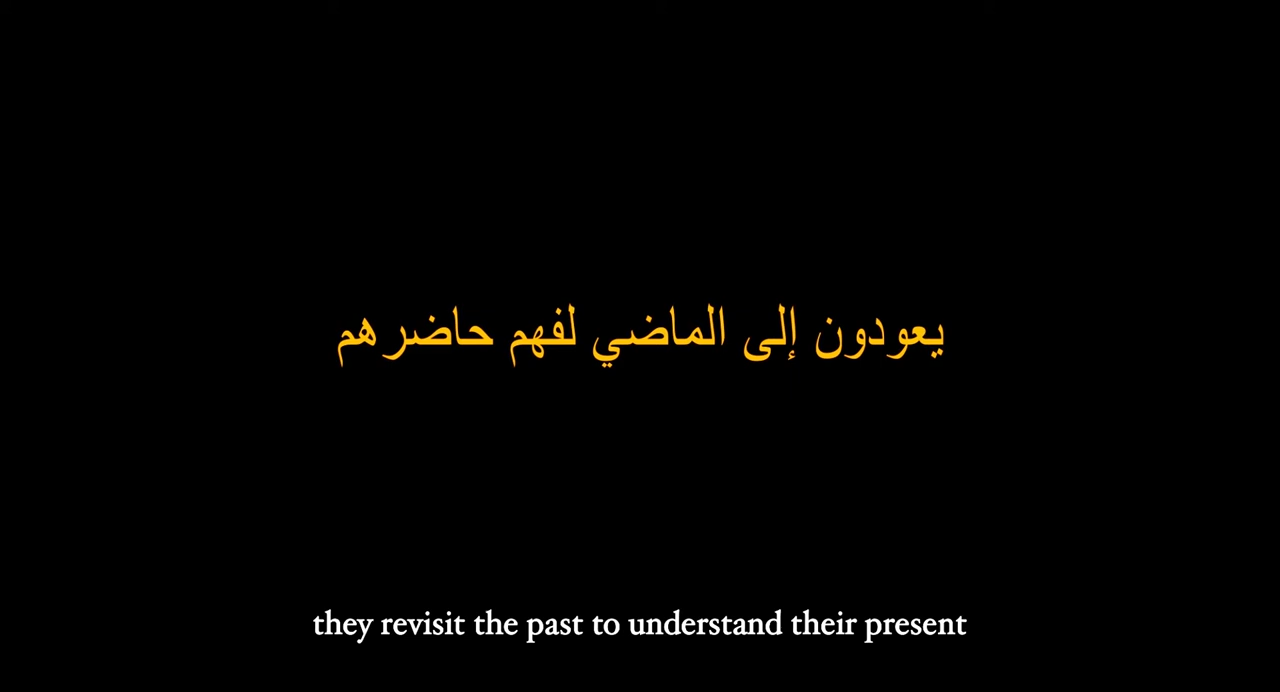 يعودون إلى الماضي لفهم حاضرهم
they revisit the past to understand their present